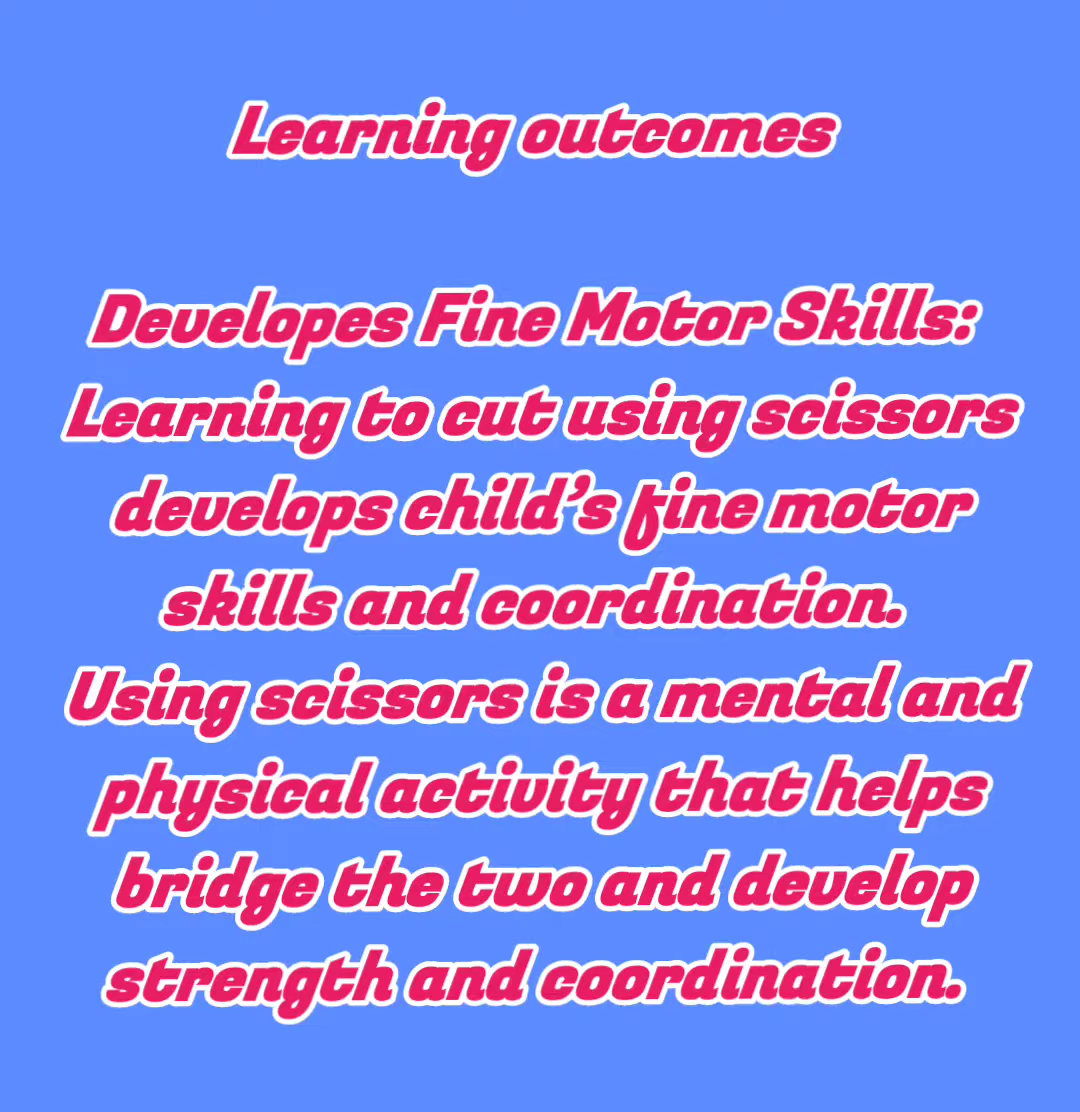 Learning outcomes
Developes Fine Motor Skills:
Learning to cut using scissors
develops child’s fine motor
skills and coordination.
Using scissors is a mental and
physical activity that helps
bridge the two and develop
strength and coordination.